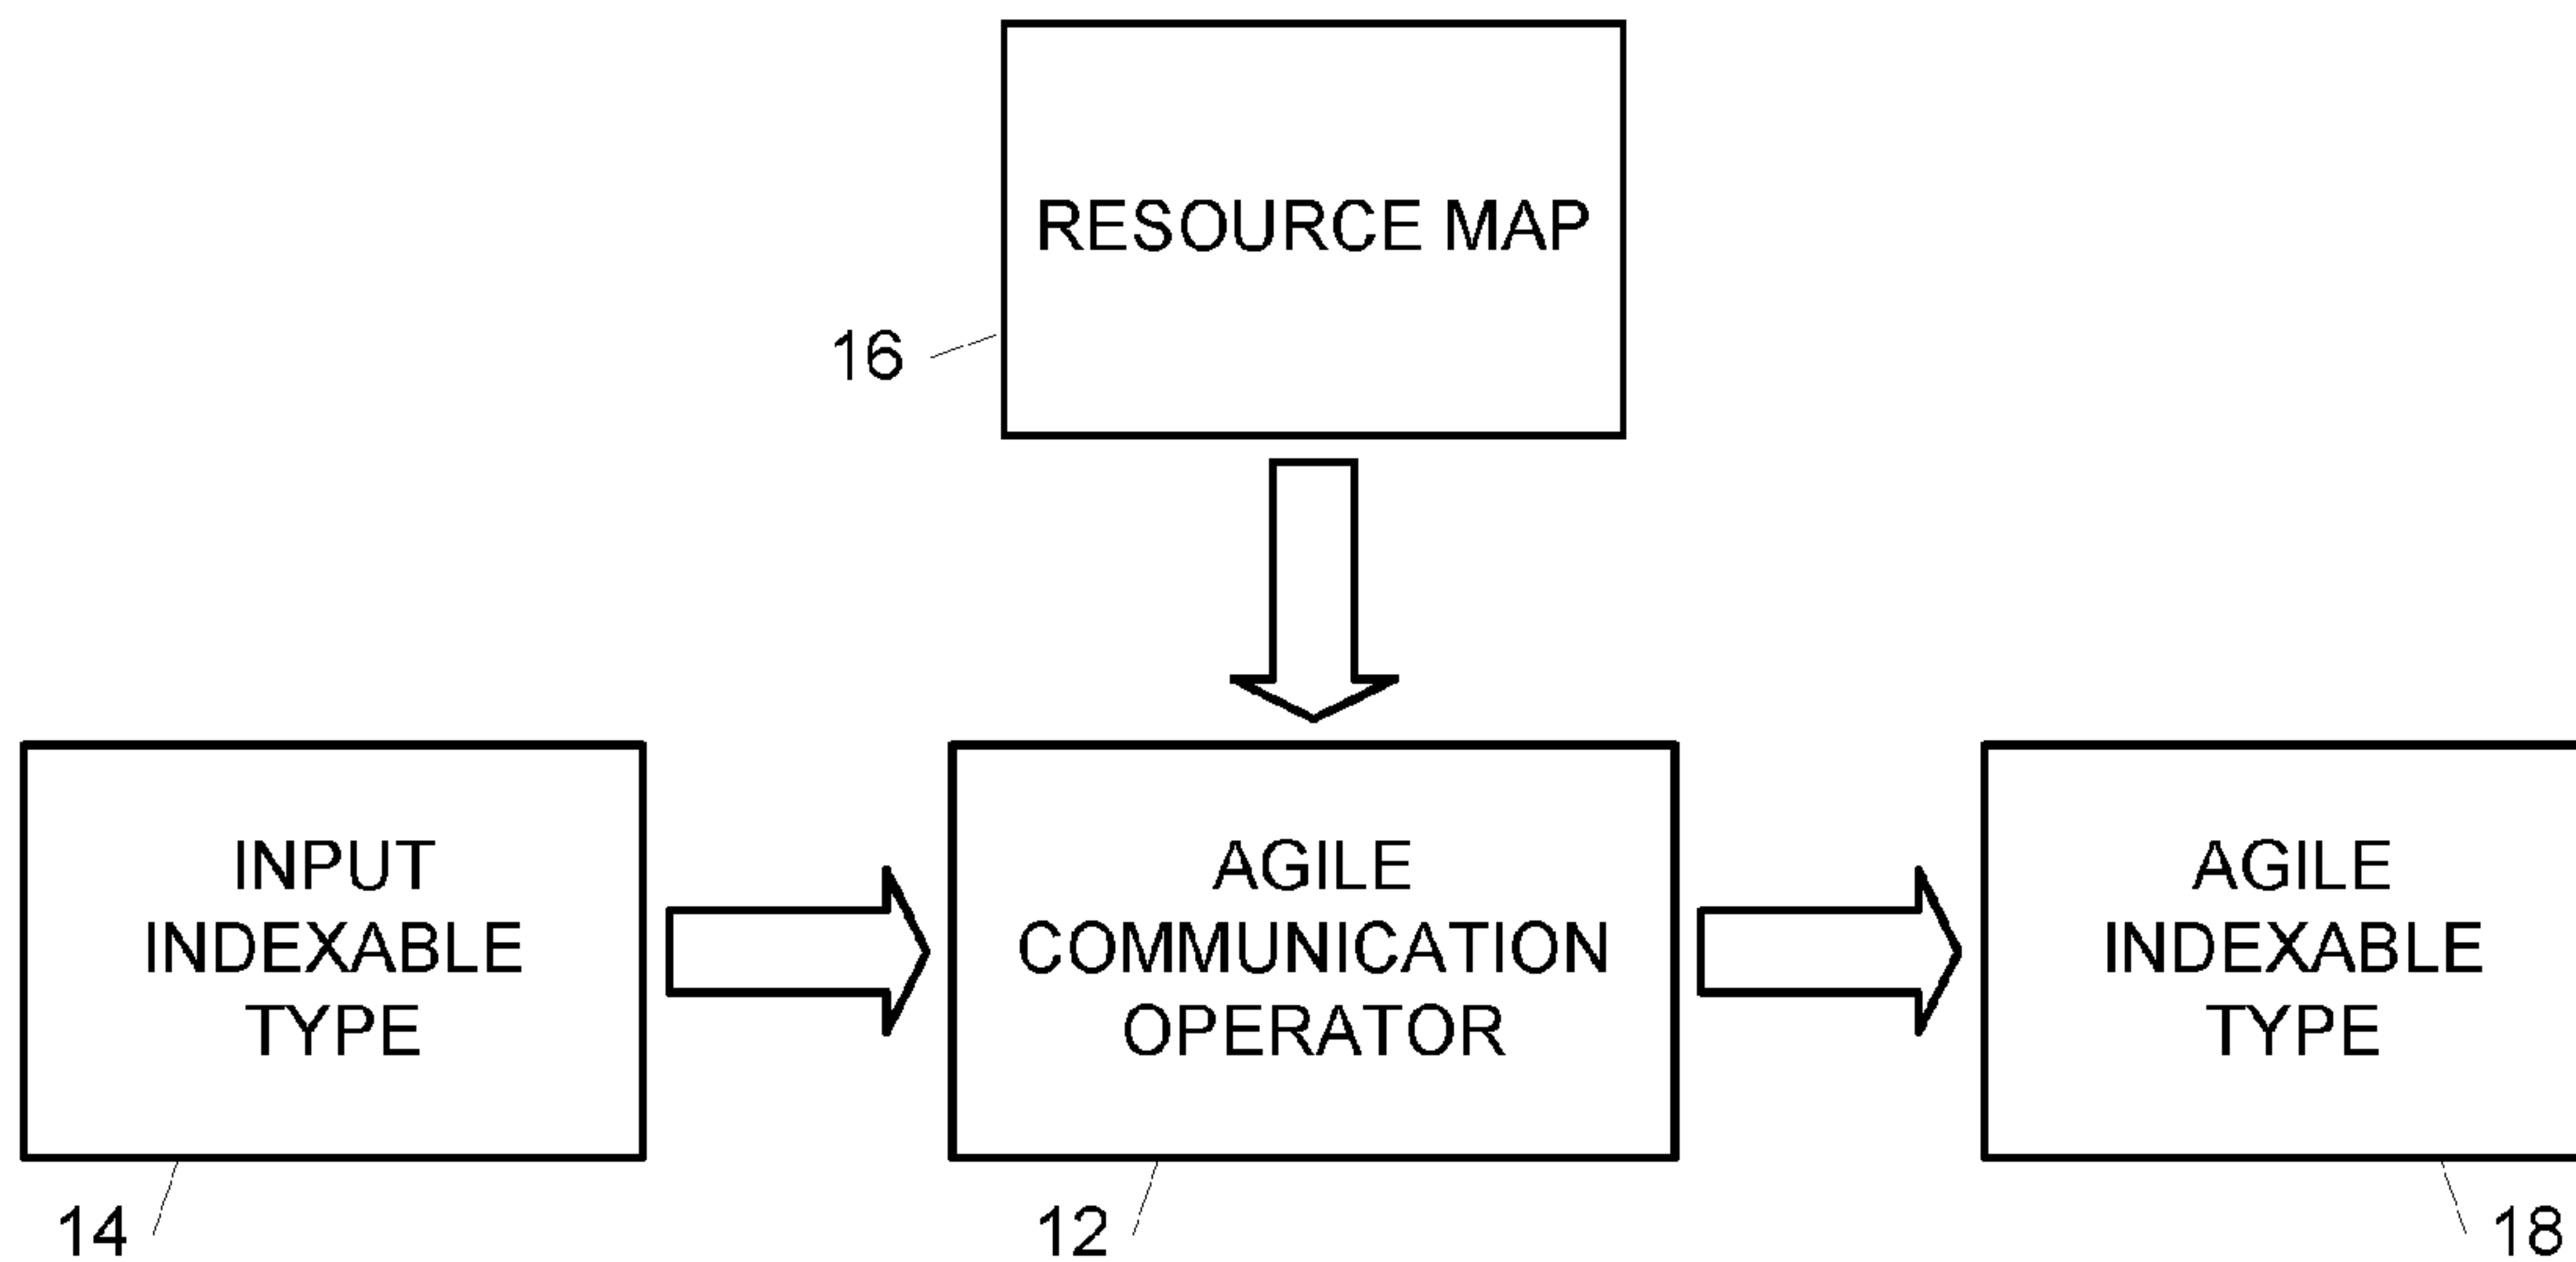 RESOURCE MAP
16
INPUT
INDEXABLE
TYPE
14
AGILE
COMMUNICATION
OPERATOR
12
AGILE
INDEXABLE
TYPE
18